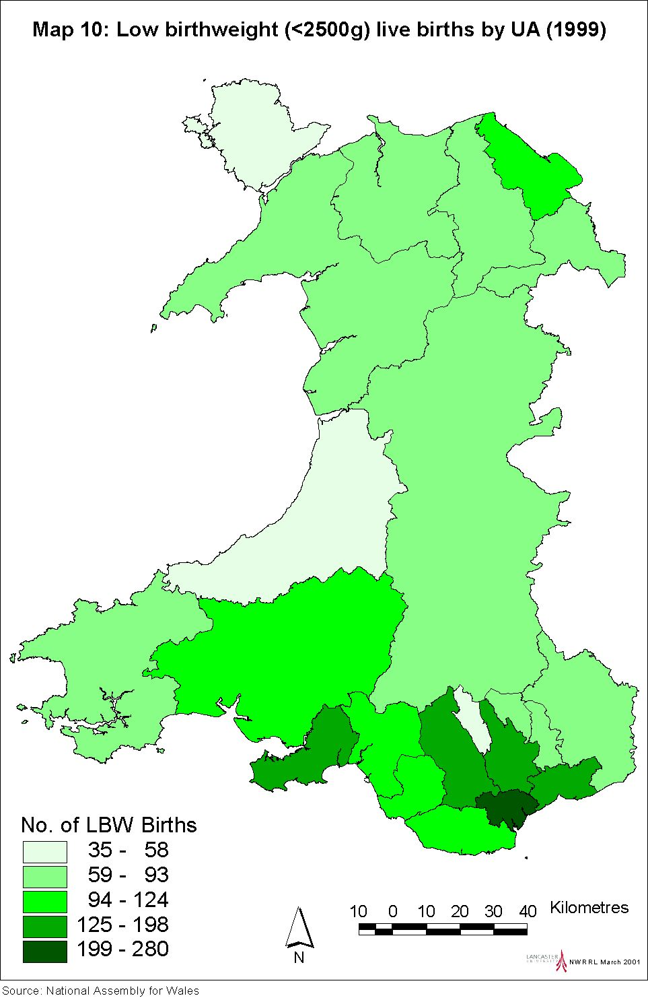 Map 10: Low birthweight (<2500g) live births by UA (1999)
No. of LBW Births
35 - 58
59 - 93
94 - 124
125 - 198
199 - 280
N
10 0 10 20 30 40 Kilometres
LANCASTER
UNIVERSITY
NWRRL March 2001
Source: National Assembly for Wales